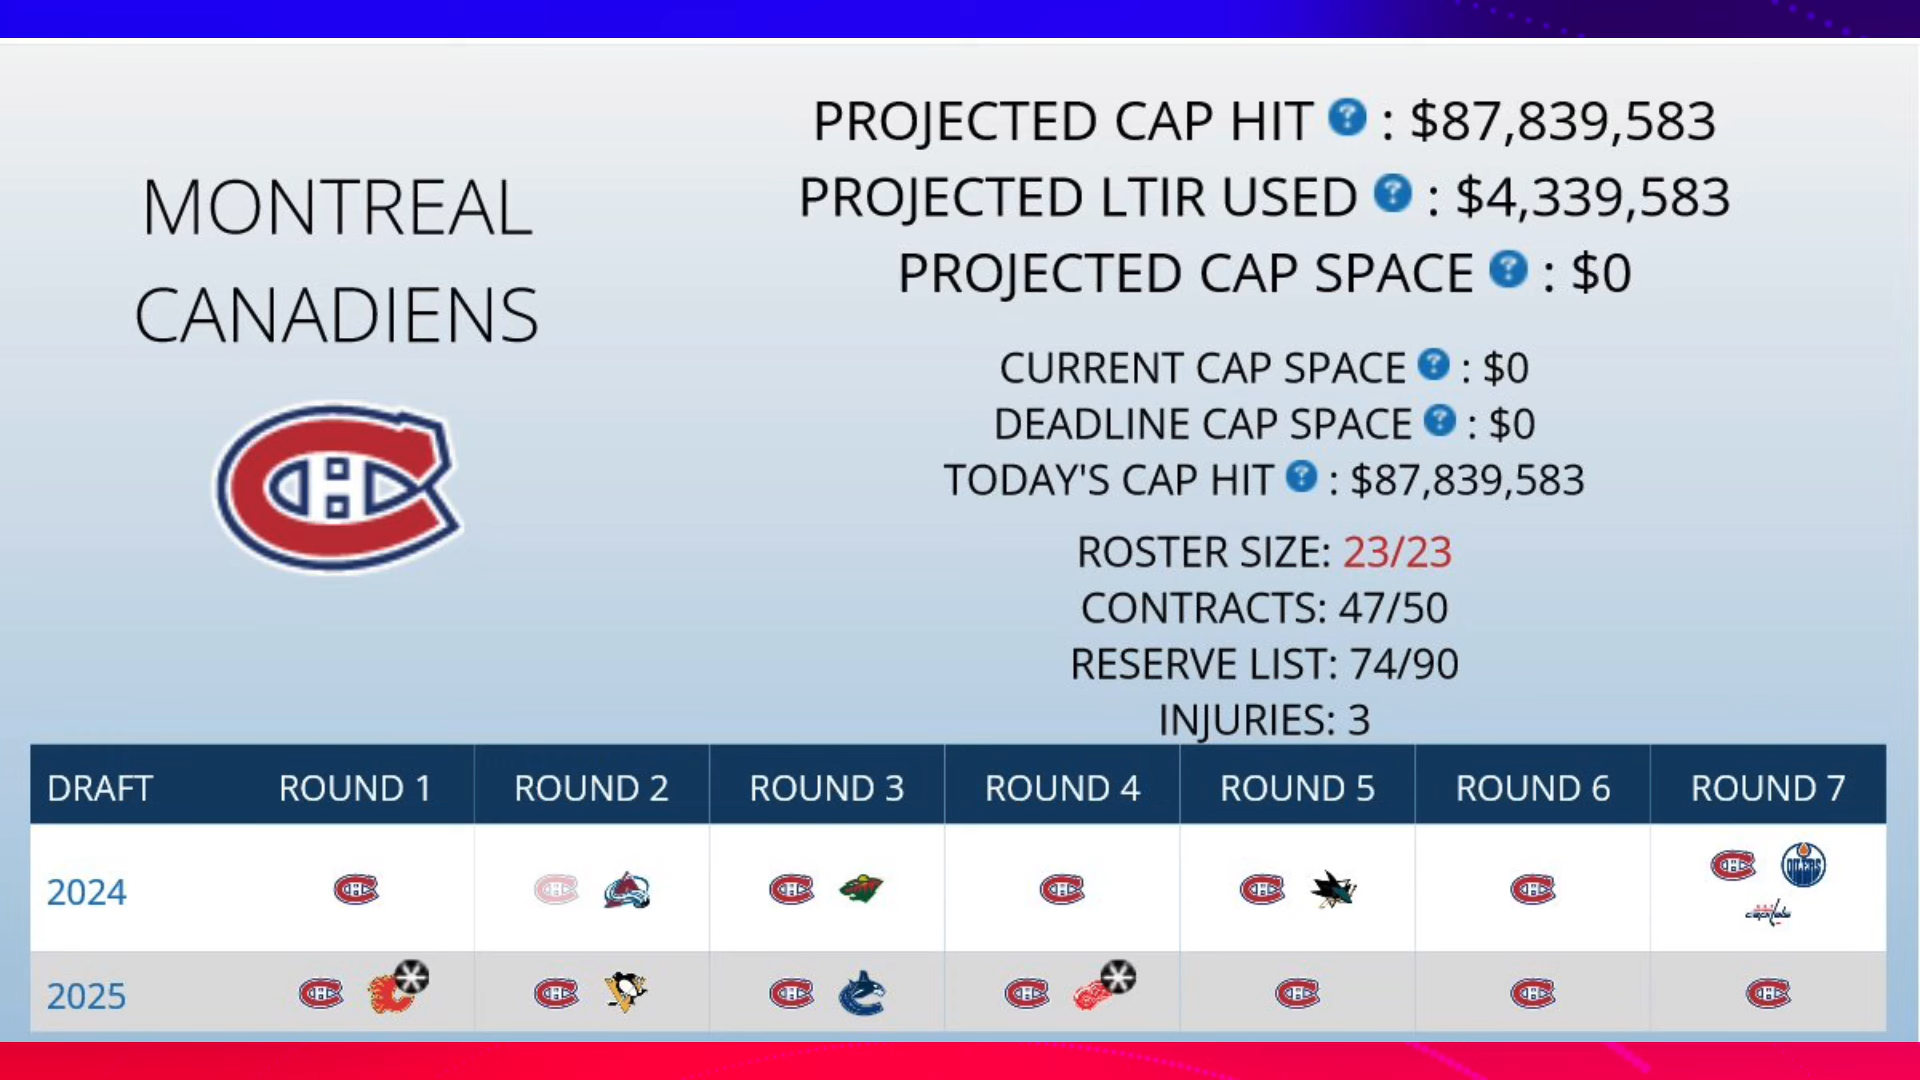 MONTREAL
CANADIENS
PROJECTED CAP HIT ? : $87,839,583
PROJECTED LTIR USED ? : $4,339,583
PROJECTED CAP SPACE ? : $0
CURRENT CAP SPACE ? : $0
DEADLINE CAP SPACE ? : $0
TODAY'S CAP HIT ? : $87,839,583
ROSTER SIZE: 23/23
CONTRACTS: 47/50
RESERVE LIST: 74/90
INJURIES: 3
DRAFT ROUND 1 ROUND 2 ROUND 3 ROUND 4 ROUND 5 ROUND 6 ROUND 7
OILERS
2024
capitals
2025